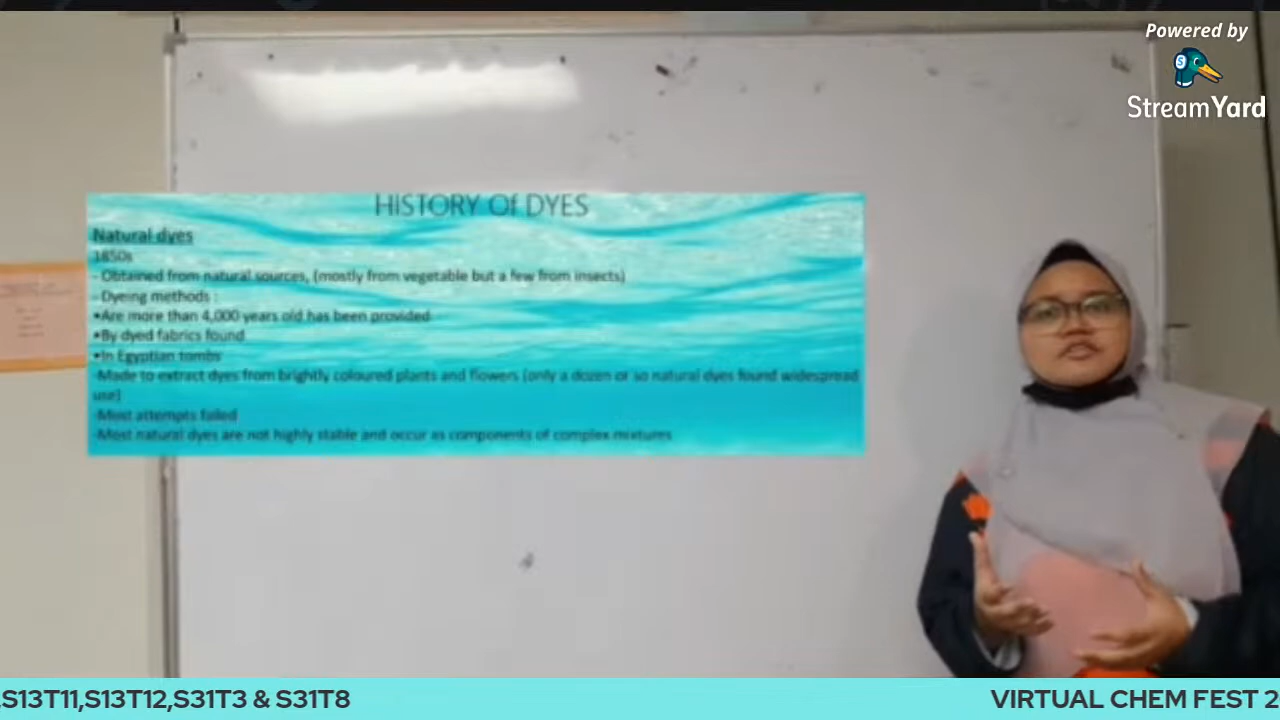 Powered by
StreamYard
HISTORY Of DYES
Natural dyes
1850s
- Obtained from natural sources, (mostly from vegetable but a few from insects)
- Dyeing methods :
•Are more than 4,000 years old has been provided
•By dyed fabrics found
•In Egyptian tombs
-Made to extract dyes from brightly coloured plants and flowers (only a dozen or so natural dyes found widespread
use)
-Most attempts failed
-Most natural dyes are not highly stable and occur as components of complex mixtures
,S13T11,S13T12,S31T3 & S31T8
VIRTUAL CHEM FEST 2